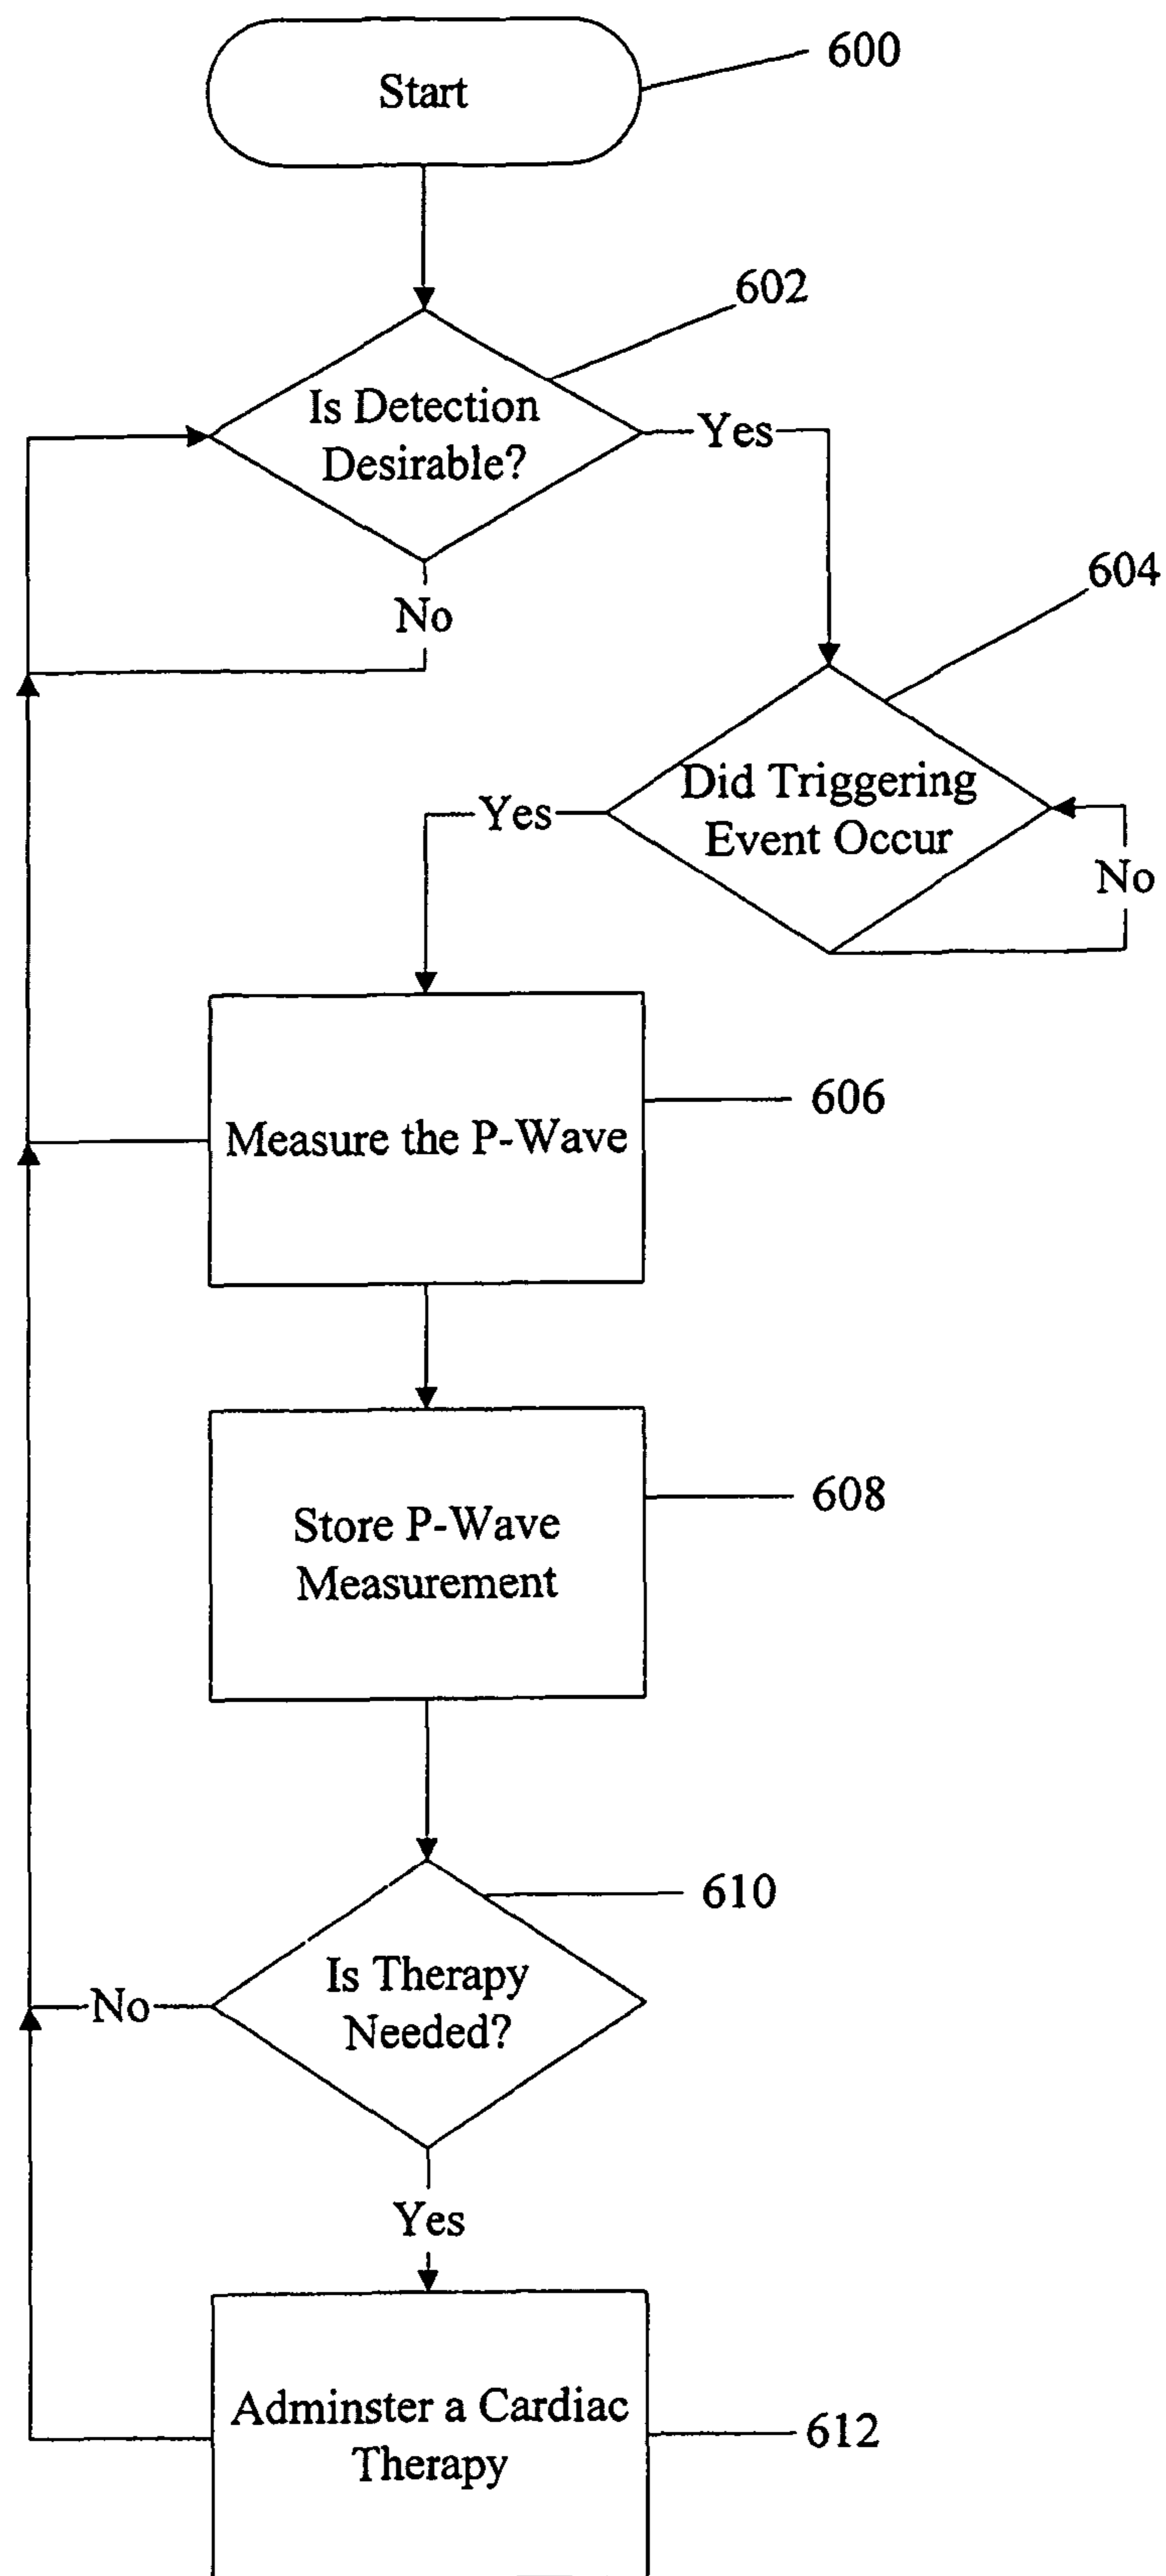 Start
600
602
Is Detection
Desirable?
Yes
No
604
Did Triggering
Event Occur
Yes
No
Measure the P-Wave
606
Store P-Wave
Measurement
608
610
Is Therapy
Needed?
No
Yes
Adminster a Cardiac
Therapy
612